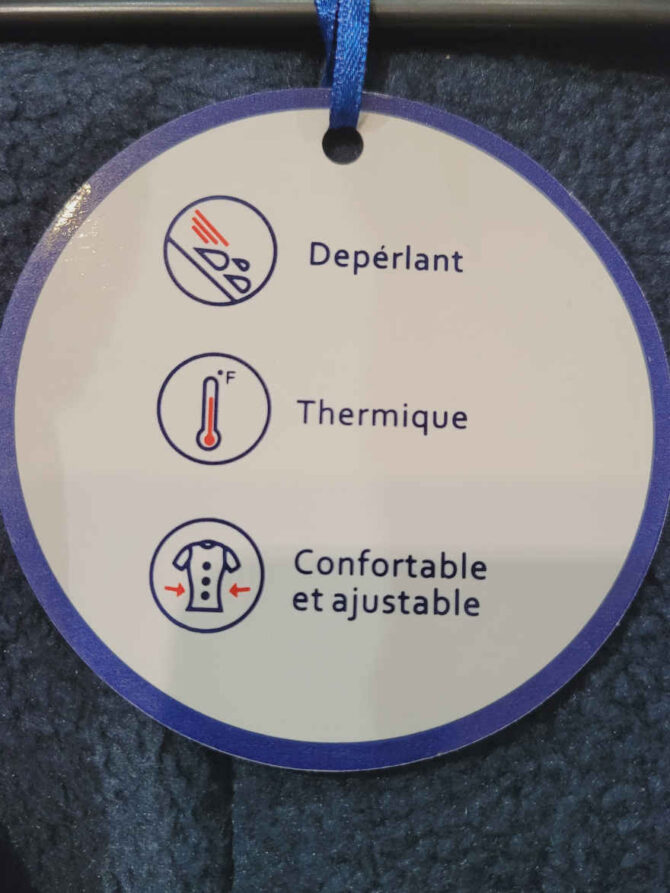 Depérlant
°F
Thermique
Confortable
et ajustable